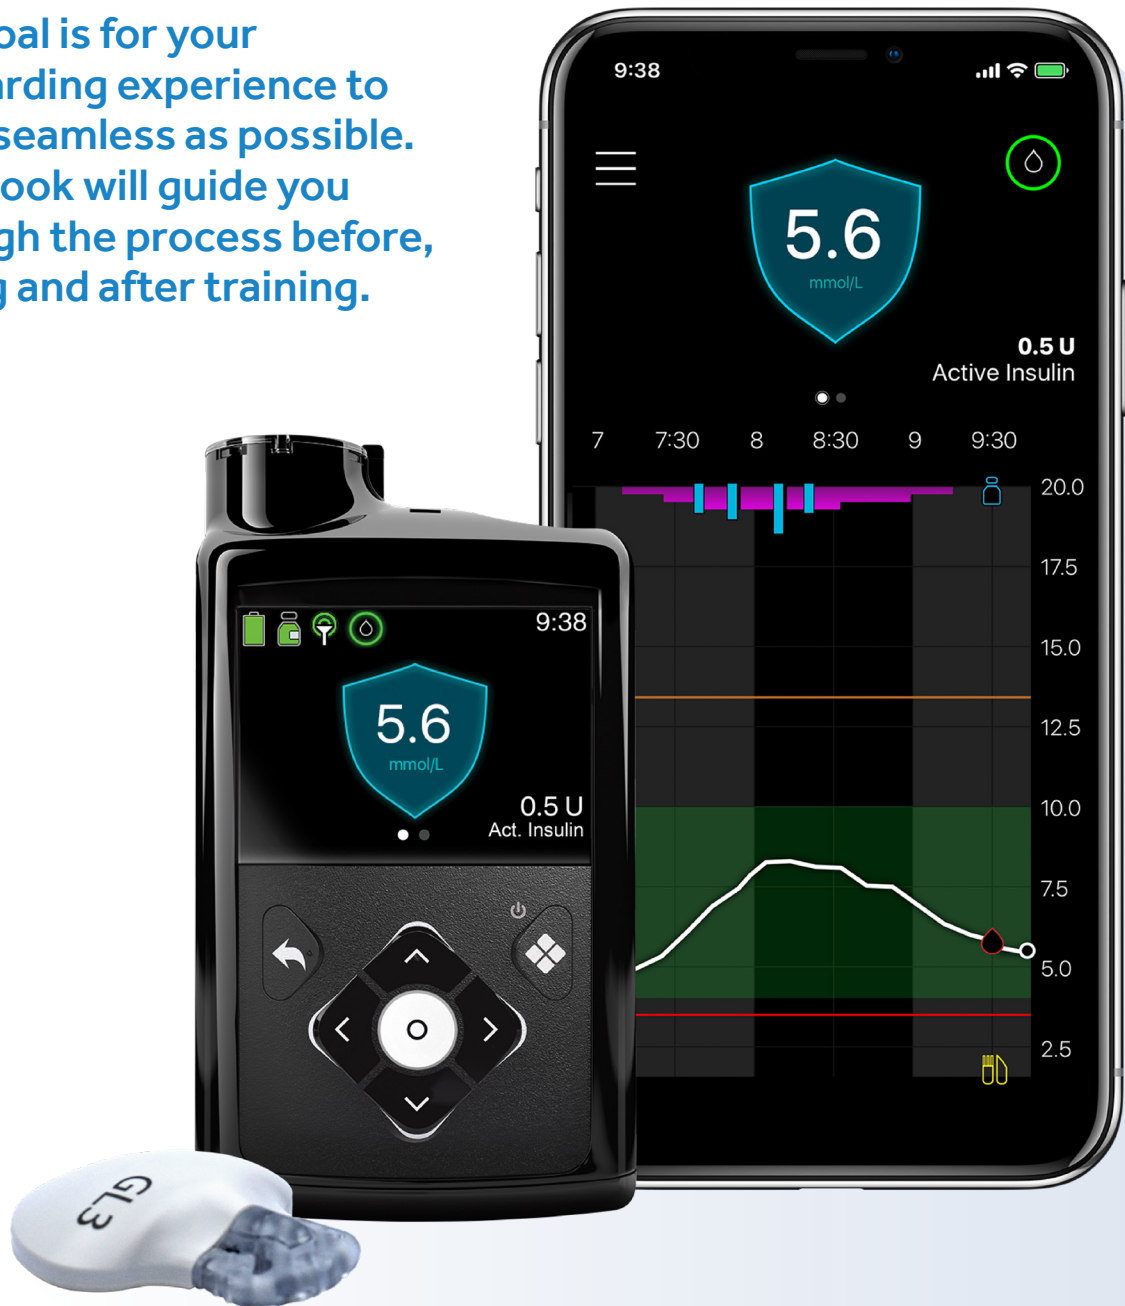 oal is for your
arding experience to
seamless as possible.
ook will guide you
gh the process before,
g and after training.
9:38
5.6
mmol/L
0.5 U
Active Insulin
7 7:30 8 8:30 9 9:30
20.0
17.5
15.0
12.5
10.0
7.5
5.0
2.5
9:38
5.6
mmol/L
0.5 U
Act. Insulin
GL3